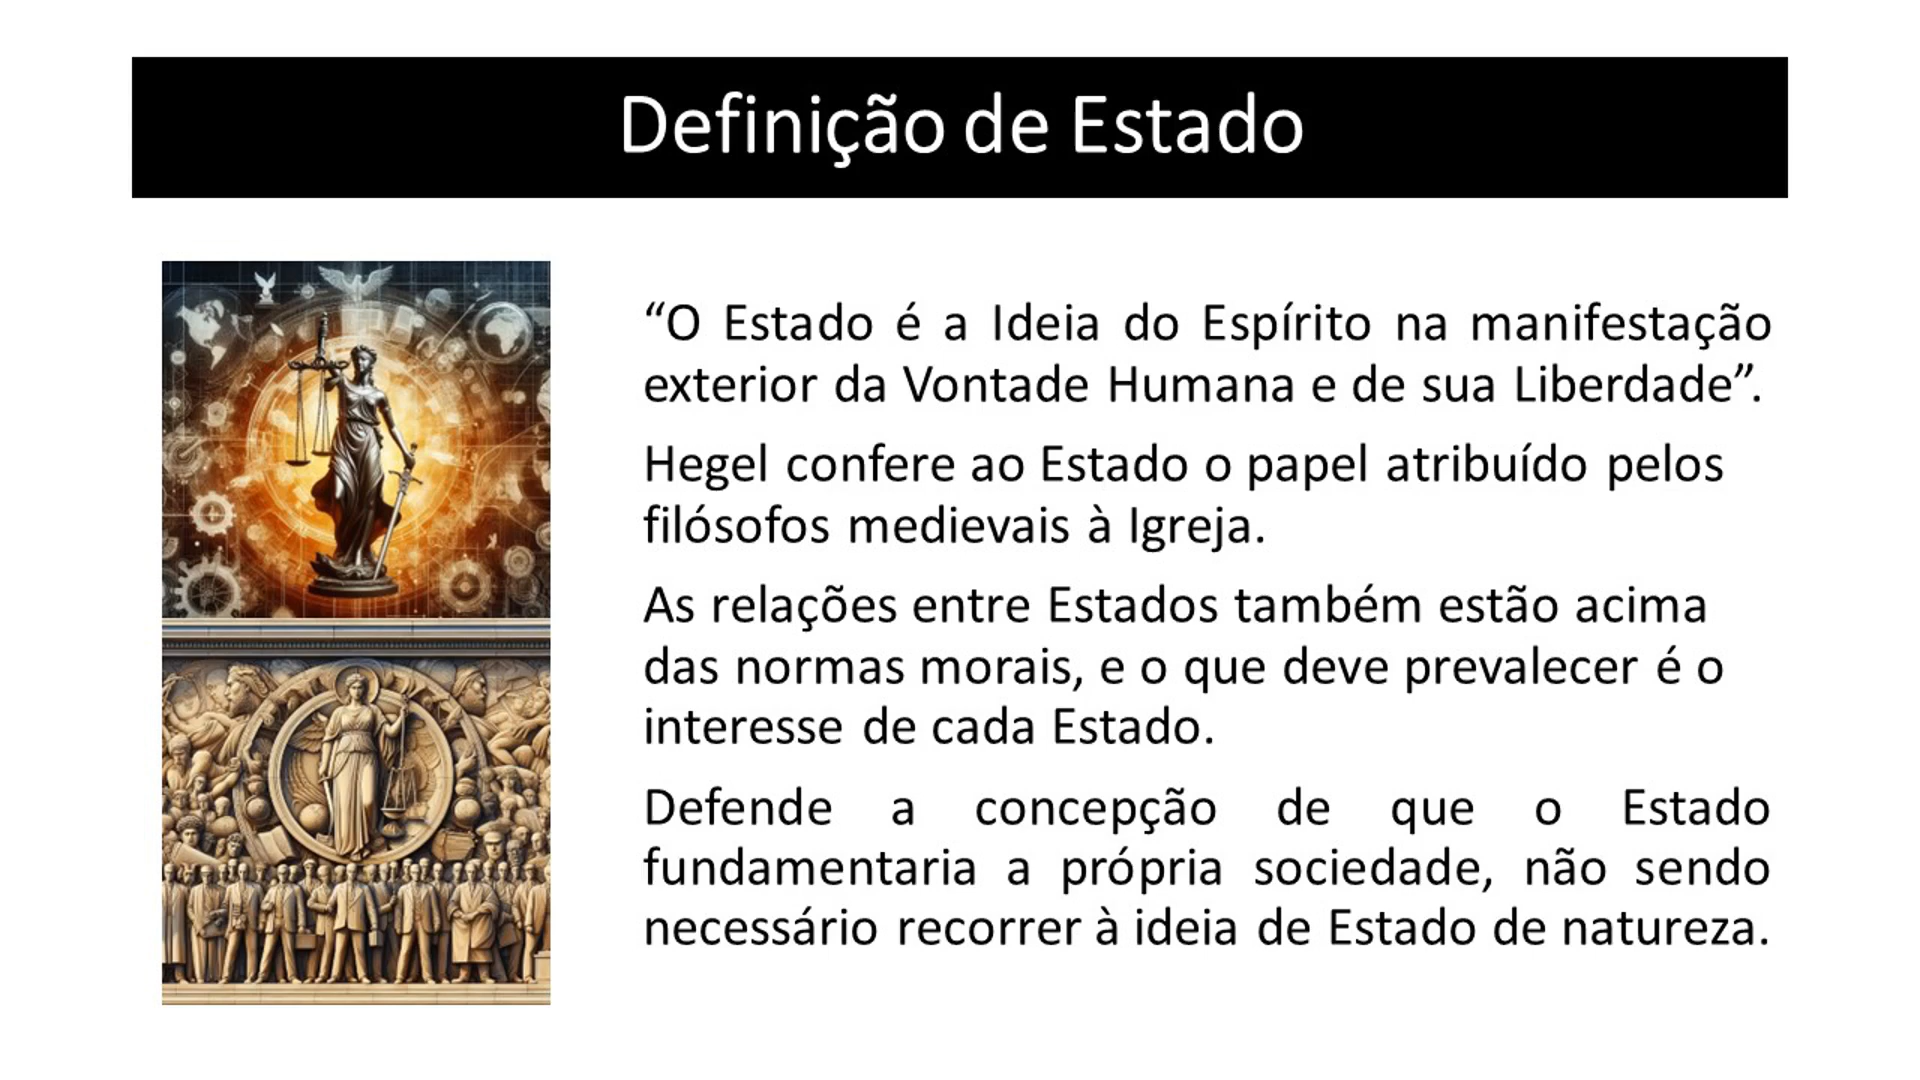 Definição de Estado
“O Estado é a Ideia do Espírito na manifestação
exterior da Vontade Humana e de sua Liberdade”.
Hegel confere ao Estado o papel atribuído pelos
filósofos medievais à Igreja.
As relações entre Estados também estão acima
das normas morais, e o que deve prevalecer é o
interesse de cada Estado.
Defende a concepção de que o Estado
fundamentaria a própria sociedade, não sendo
necessário recorrer à ideia de Estado de natureza.